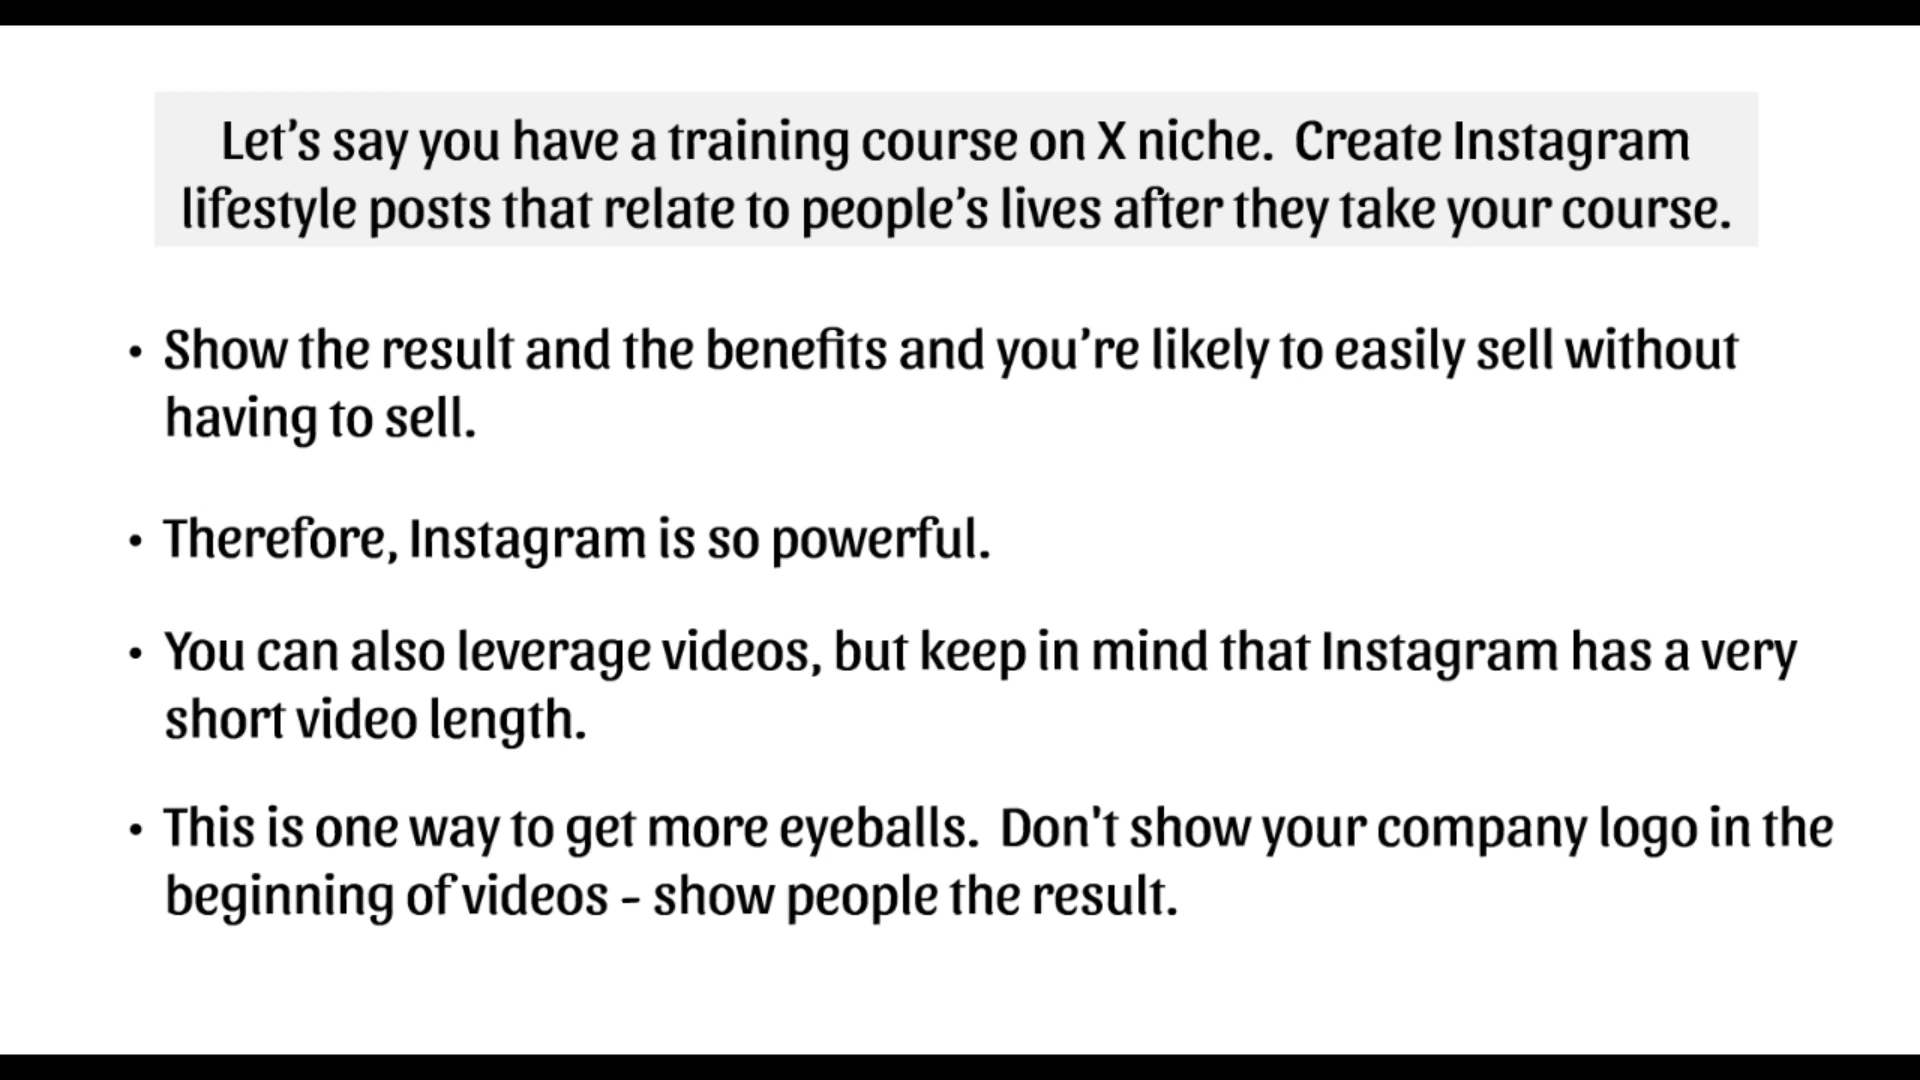 Let’s say you have a training course on X niche.  Create Instagram
lifestyle posts that relate to people’s lives after they take your course.
• Show the result and the benefits and you’re likely to easily sell without
having to sell.
• Therefore, Instagram is so powerful.
• You can also leverage videos, but keep in mind that Instagram has a very
short video length.
• This is one way to get more eyeballs.  Don't show your company logo in the
beginning of videos - show people the result.